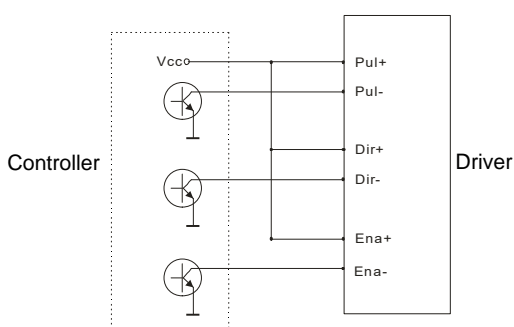 Vcc
Pul+
Pul-
Controller
Dir+
Driver
Dir-
Ena+
Ena-